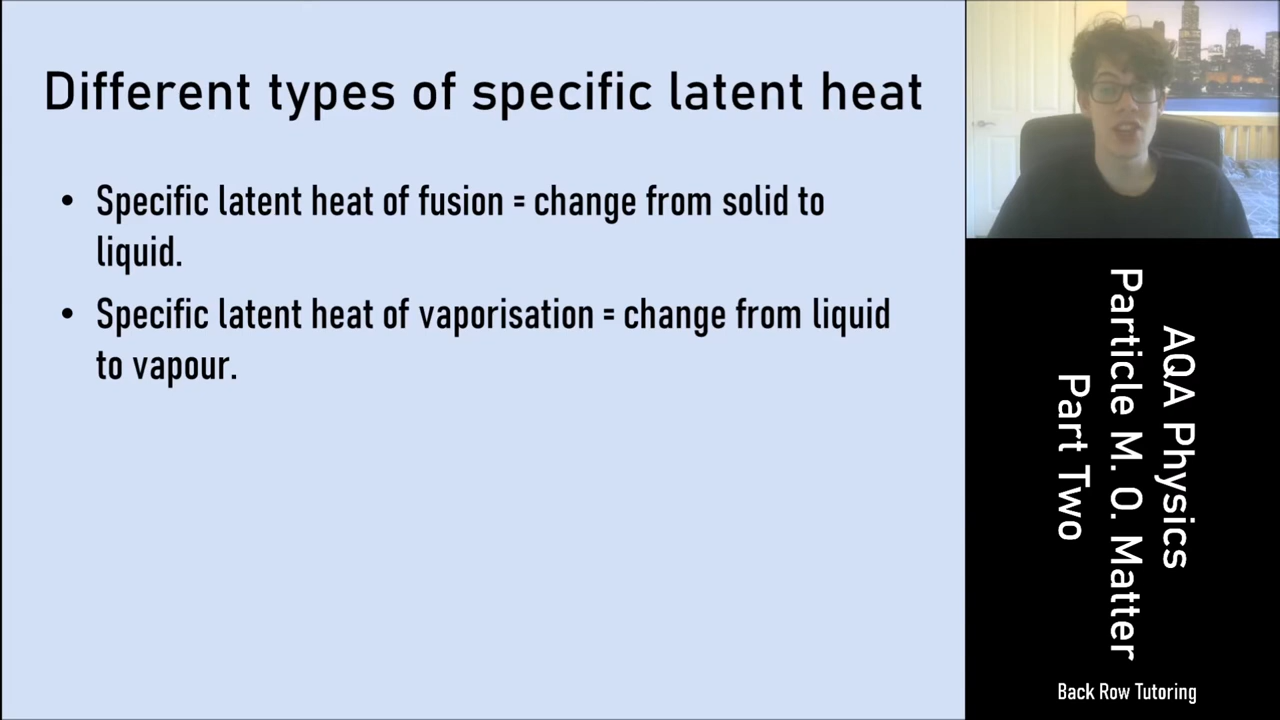 Different types of specific latent heat
• Specific latent heat of fusion = change from solid to
liquid.
• Specific latent heat of vaporisation = change from liquid
to vapour.
AQA Physics
Particle M. O. Matter
Part Two
Back Row Tutoring